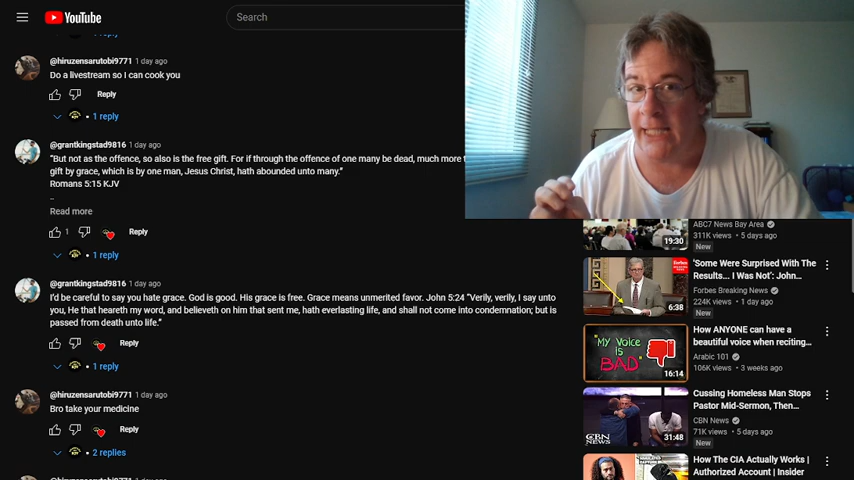 YouTube
Search
1 reply
@hiruzensarutobi9771 1 day ago
Do a livestream so I can cook you
Reply
1 reply
@grantkingstad9816 1 day ago
"But not as the offence, so also is the free gift. For if through the offence of one many be dead, much more t
gift by grace, which is by one man, Jesus Christ, hath abounded unto many."
Romans 5:15 KJV
..
Read more
1
Reply
1 reply
@grantkingstad9816 1 day ago
I'd be careful to say you hate grace. God is good. His grace is free. Grace means unmerited favor. John 5:24 "Verily, verily, I say unto
you, He that heareth my word, and believeth on him that sent me, hath everlasting life, and shall not come into condemnation; but is
passed from death unto life."
Reply
1 reply
@hiruzensarutobi9771 1 day ago
Bro take your medicine
Reply
2 replies
ABC7 News Bay Area
311K views • 5 days ago
New
19:30
'Some Were Surprised With The
Results... I Was Not': John...
Forbes Breaking News
224K views • 1 day ago
New
Forbes
6:38
How ANYONE can have a
beautiful voice when reciting...
Arabic 101
106K views • 3 weeks ago
"MY VOiCE
iS
BAD"
16:14
Cussing Homeless Man Stops
Pastor Mid-Sermon, Then...
CBN News
71K views • 5 days ago
New
CBN
NEWS
31:48
How The CIA Actually Works |
Authorized Account | Insider